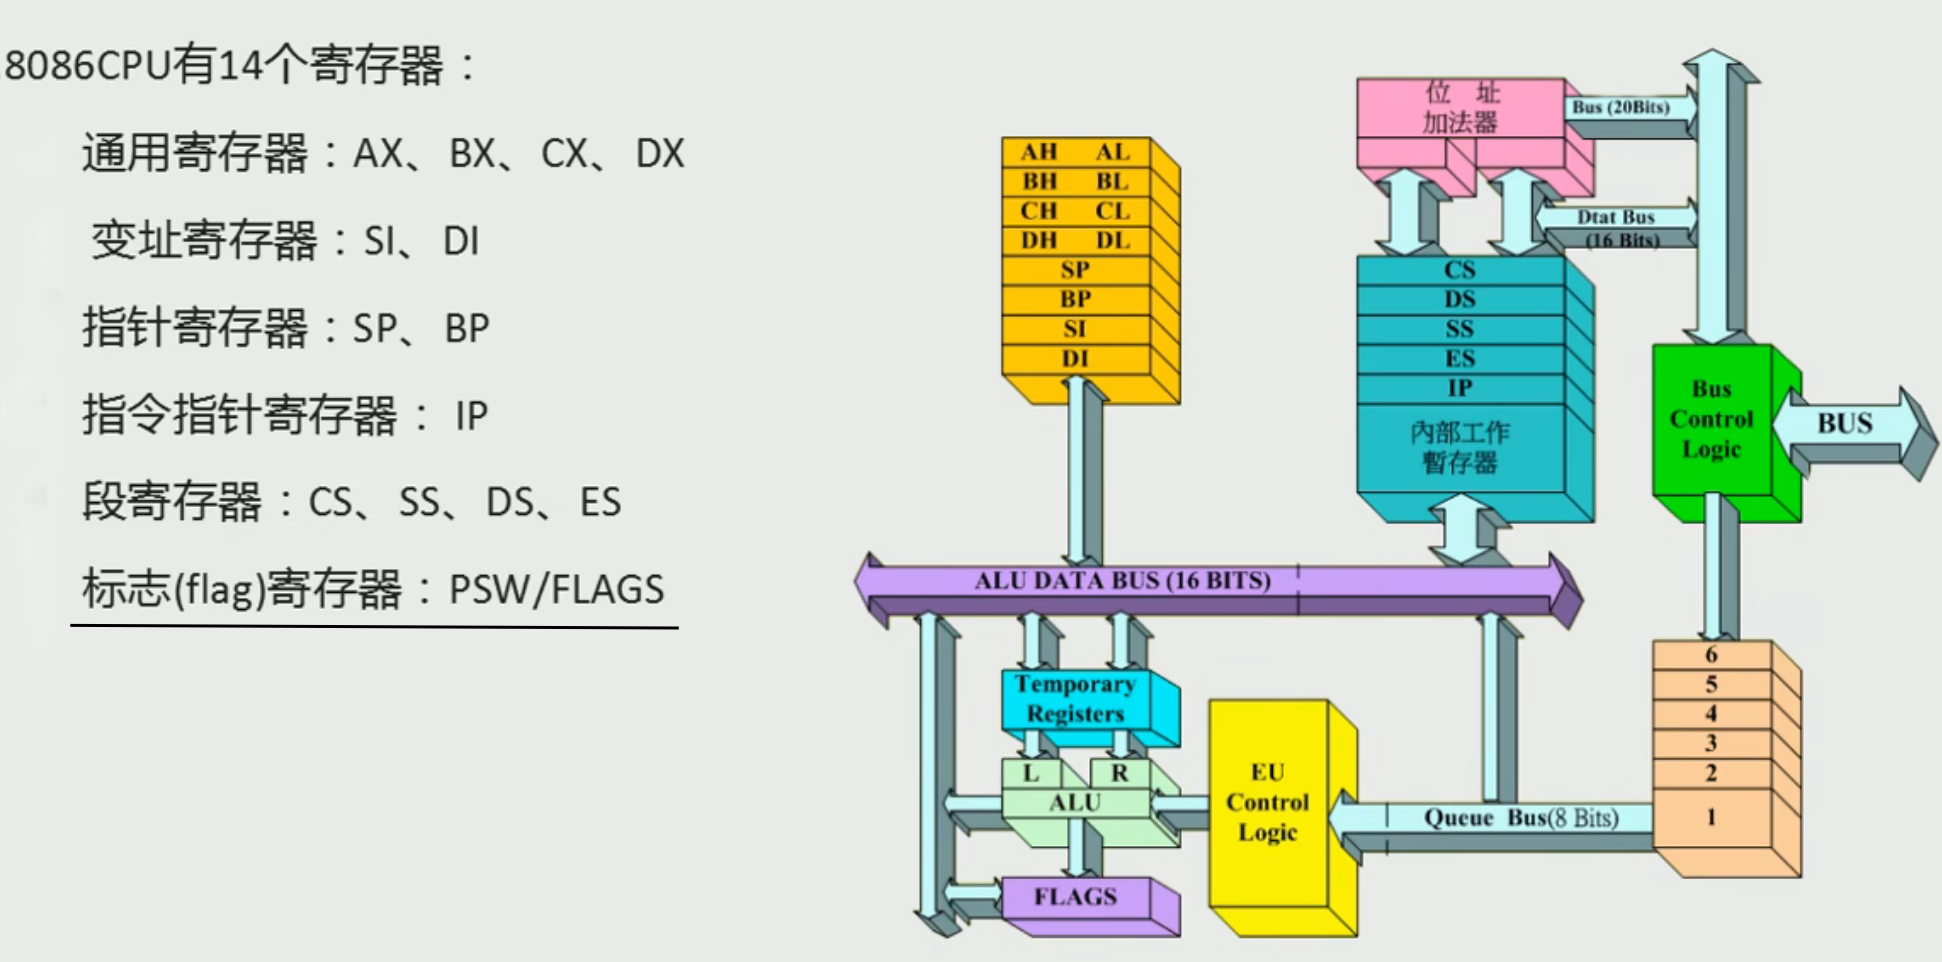 8086CPU有14个寄存器：
通用寄存器：AX、BX、CX、DX
变址寄存器：SI、DI
指针寄存器：SP、BP
指令指针寄存器： IP
段寄存器：CS、SS、DS、ES
标志(flag)寄存器：PSW/FLAGS
AH AL
BH BL
CH CL
DH DL
SP
BP
SI
DI
位 址
加法器
Bus (20Bits)
Dtat Bus
(16 Bits)
CS
DS
SS
ES
IP
內部工作
暫存器
Bus
Control
Logic
BUS
ALU DATA BUS (16 BITS)
Temporary
Registers
L R
ALU
FLAGS
EU
Control
Logic
Queue Bus(8 Bits)
6
5
4
3
2
1